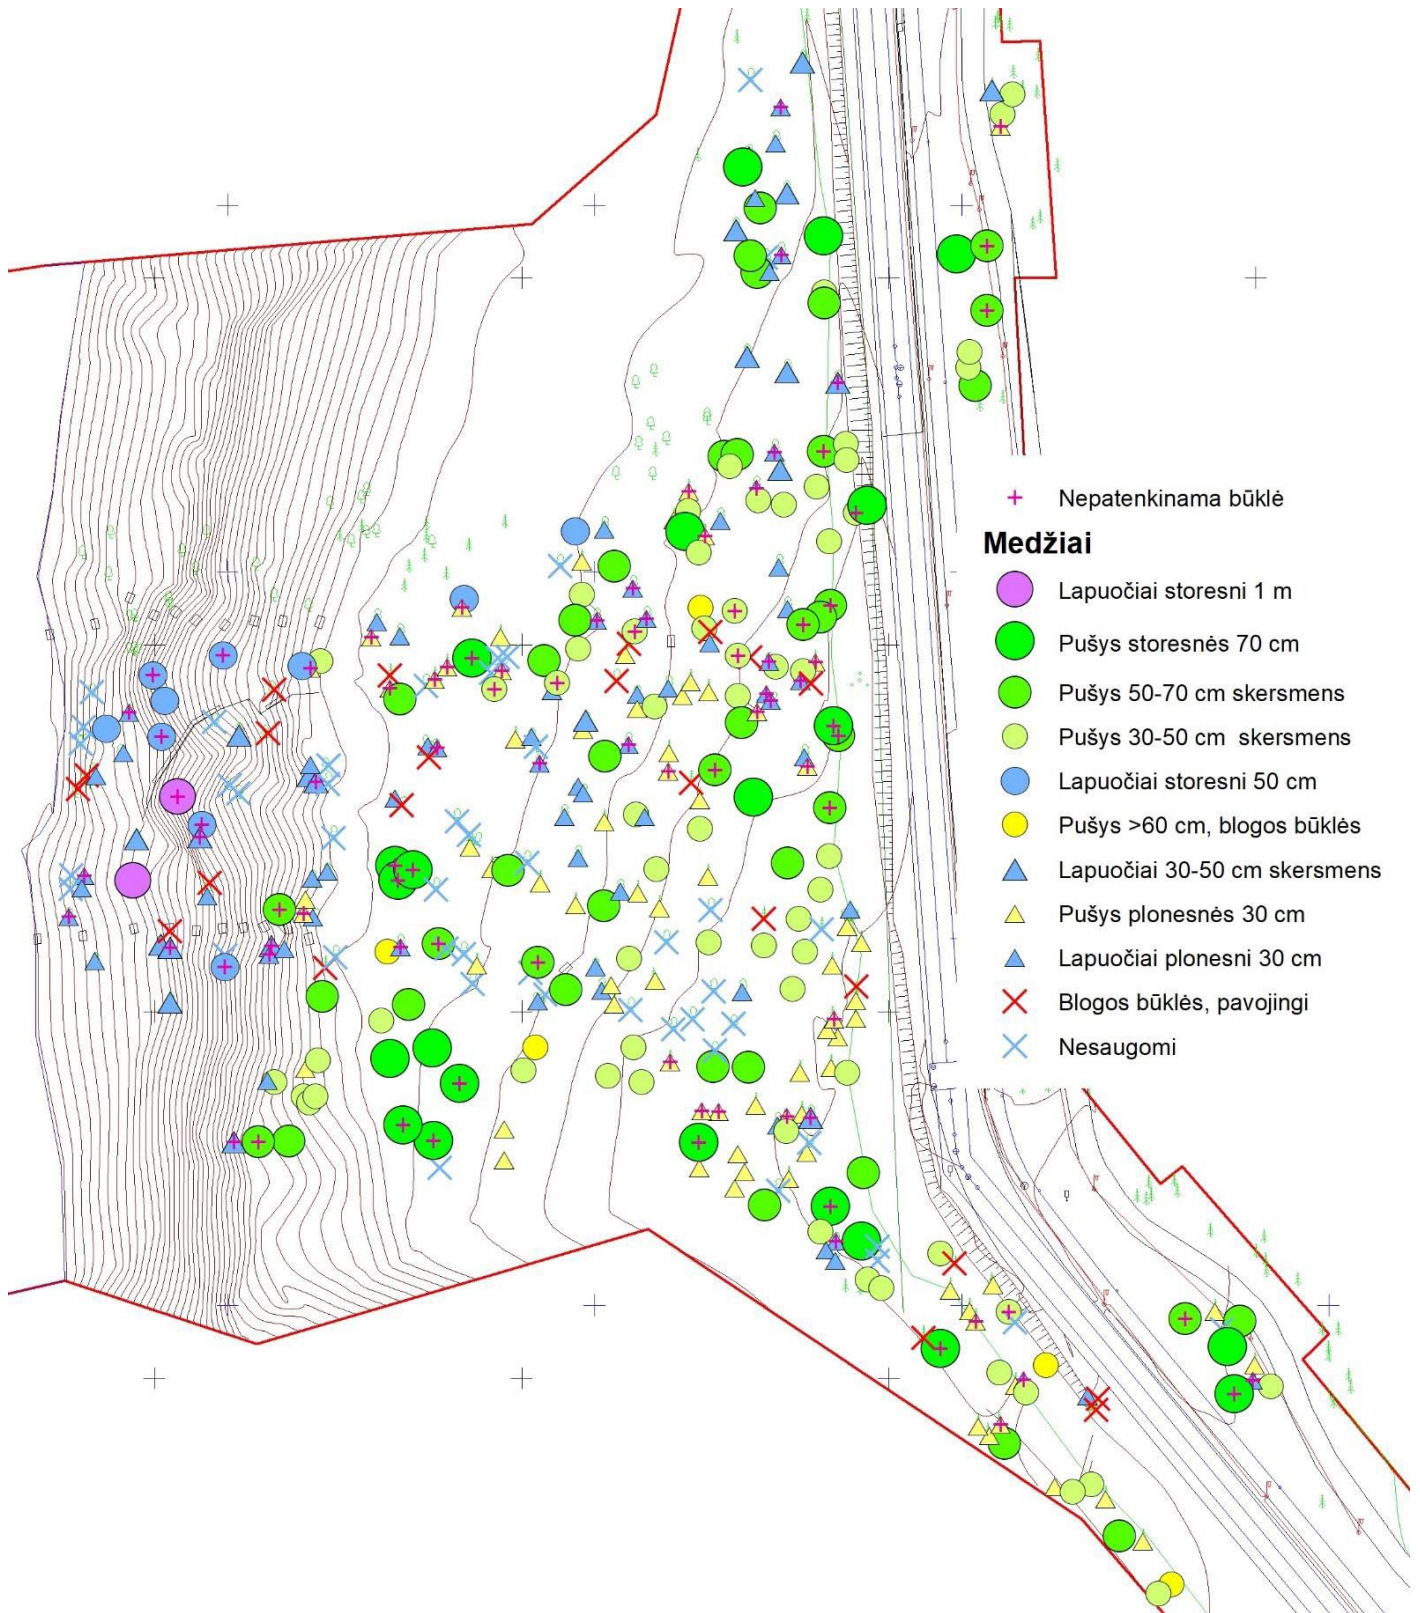 Nepatenkinama būklė
Medžiai
Lapuočiai storesni 1 m
Pušys storesnės 70 cm
Pušys 50-70 cm skersmens
Pušys 30-50 cm skersmens
Lapuočiai storesni 50 cm
Pušys >60 cm, blogos būklės
Lapuočiai 30-50 cm skersmens
Pušys plonesnės 30 cm
Lapuočiai plonesni 30 cm
Blogos būklės, pavojingi
Nesaugomi